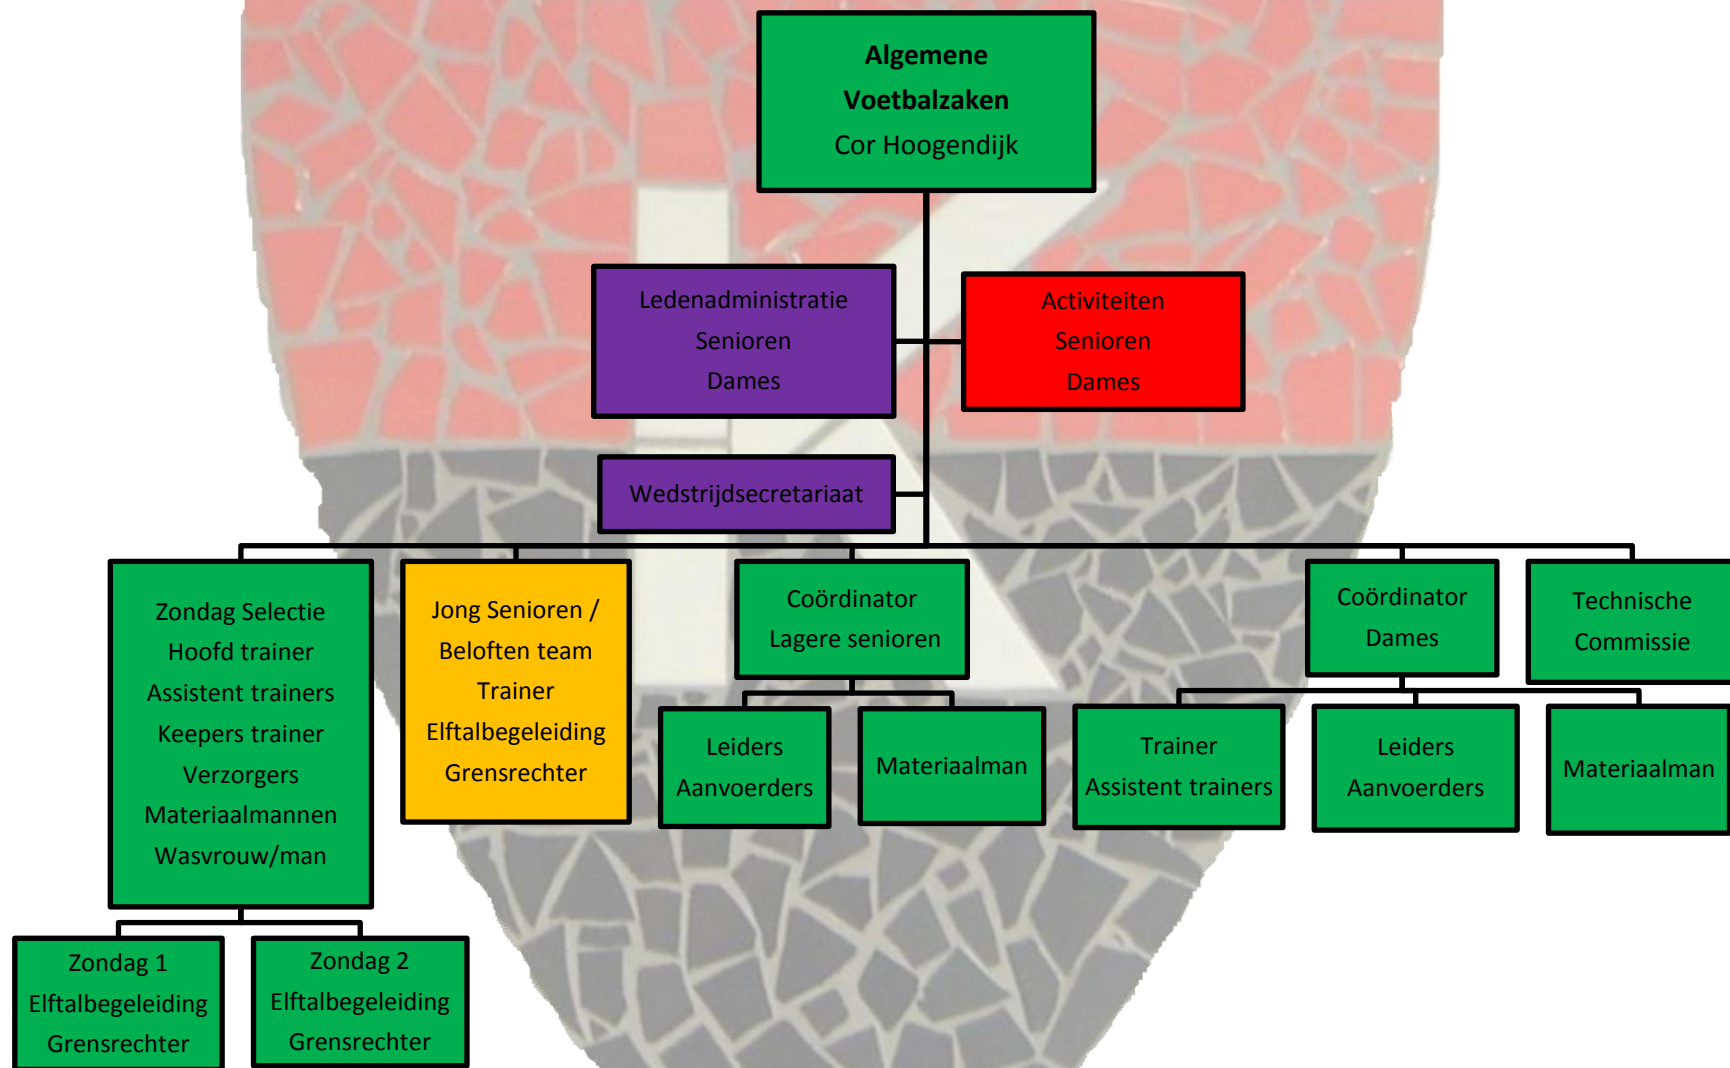 Algemene
Voetbalzaken
Cor Hoogendijk
Ledenadministratie
Senioren
Dames
Activiteiten
Senioren
Dames
Wedstrijdsecretariaat
Zondag Selectie
Hoofd trainer
Assistent trainers
Keepers trainer
Verzorgers
Materiaalmannen
Wasvrouw/man
Jong Senioren /
Beloften team
Trainer
Elftalbegeleiding
Grensrechter
Coördinator
Lagere senioren
Coördinator
Dames
Technische
Commissie
Leiders
Aanvoerders
Materiaalman
Trainer
Assistent trainers
Leiders
Aanvoerders
Materiaalman
Zondag 1
Elftalbegeleiding
Grensrechter
Zondag 2
Elftalbegeleiding
Grensrechter